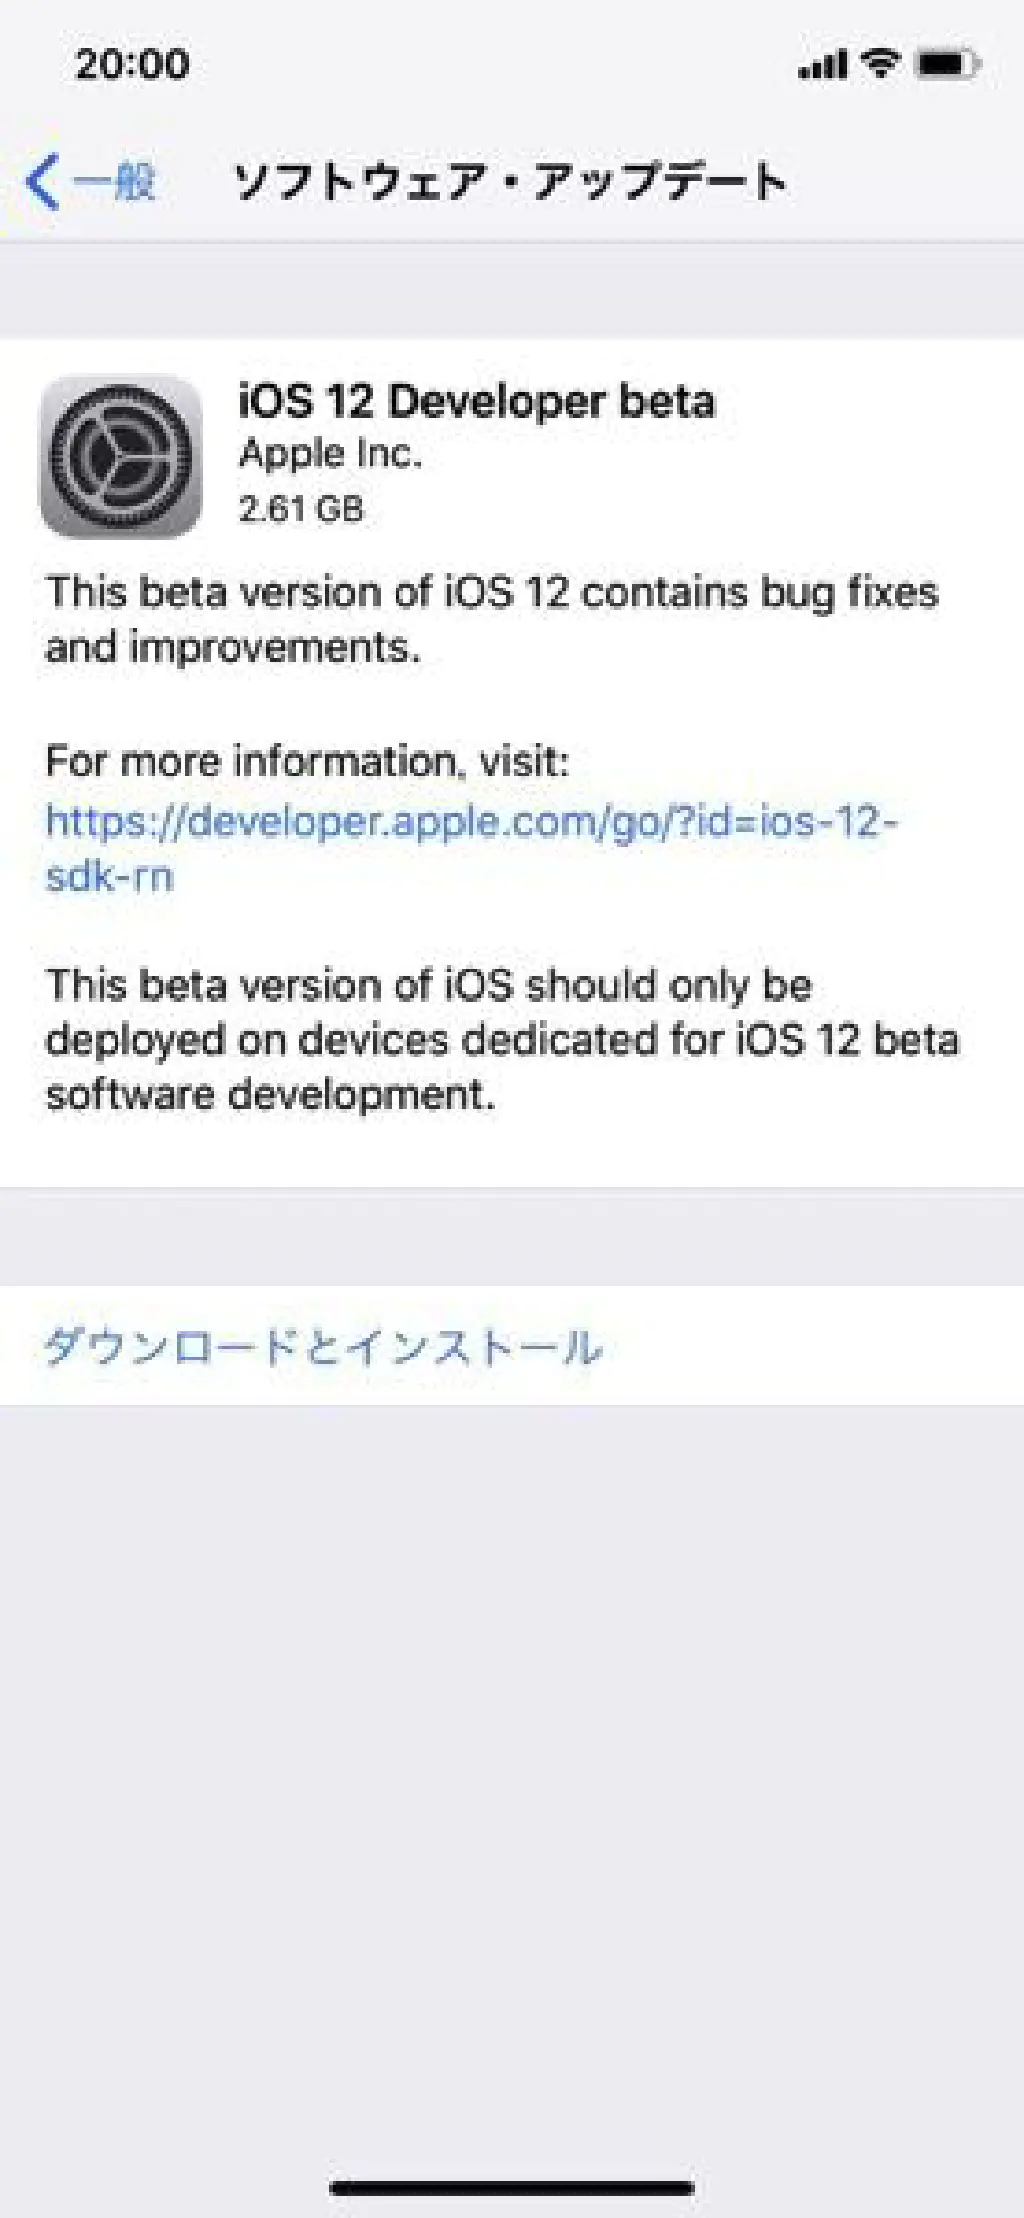 20:00
一般
ソフトウェア・アップデート
iOS 12 Developer beta
Apple Inc.
2.61 GB
This beta version of iOS 12 contains bug fixes
and improvements.
For more information, visit:
https://developer.apple.com/go/?id=ios-12-
sdk-rn
This beta version of iOS should only be
deployed on devices dedicated for iOS 12 beta
software development.
ダウンロードとインストール